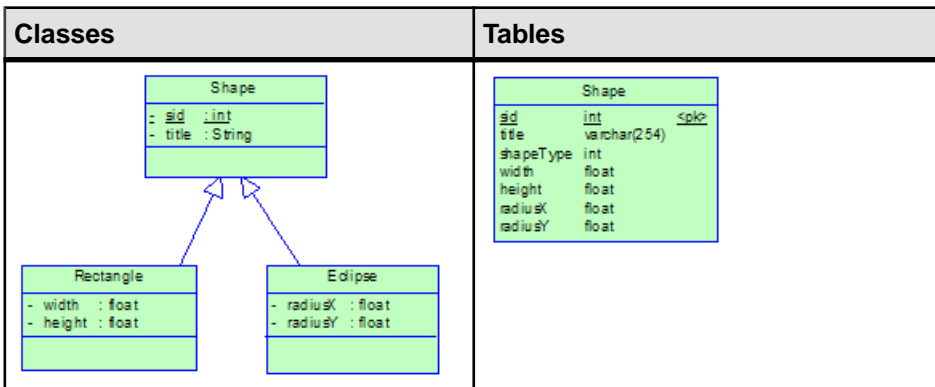 Classes
Tables
Shape
- sid : int
- title : String
Rectangle
- width : float
- height : float
Eclipse
- radiusX : float
- radiusY : float
Shape
sid int <pk>
title varchar(254)
shapeType int
width float
height float
radiusX float
radiusY float